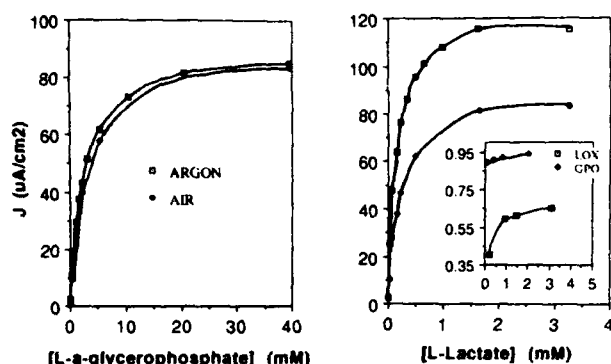 100
80
60
40
20
0
J (uA/cm2)
ARGON
AIR
0 10 20 30 40
[L-a-glycerophosphate] (mM)
120
100
80
60
40
20
0
0.95
0.75
0.55
0.35
LOX
GPO
0 1 2 3 4 5
0 1 2 3 4
[L-Lactate] (mM)